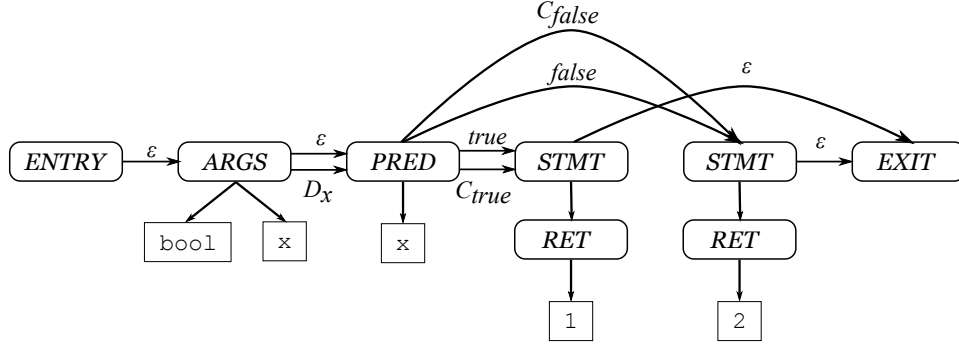 C_false
false
ε
ENTRY ε ARGS ε PRED true STMT STMT ε EXIT
D_x C_true
bool x x RET RET
1 2